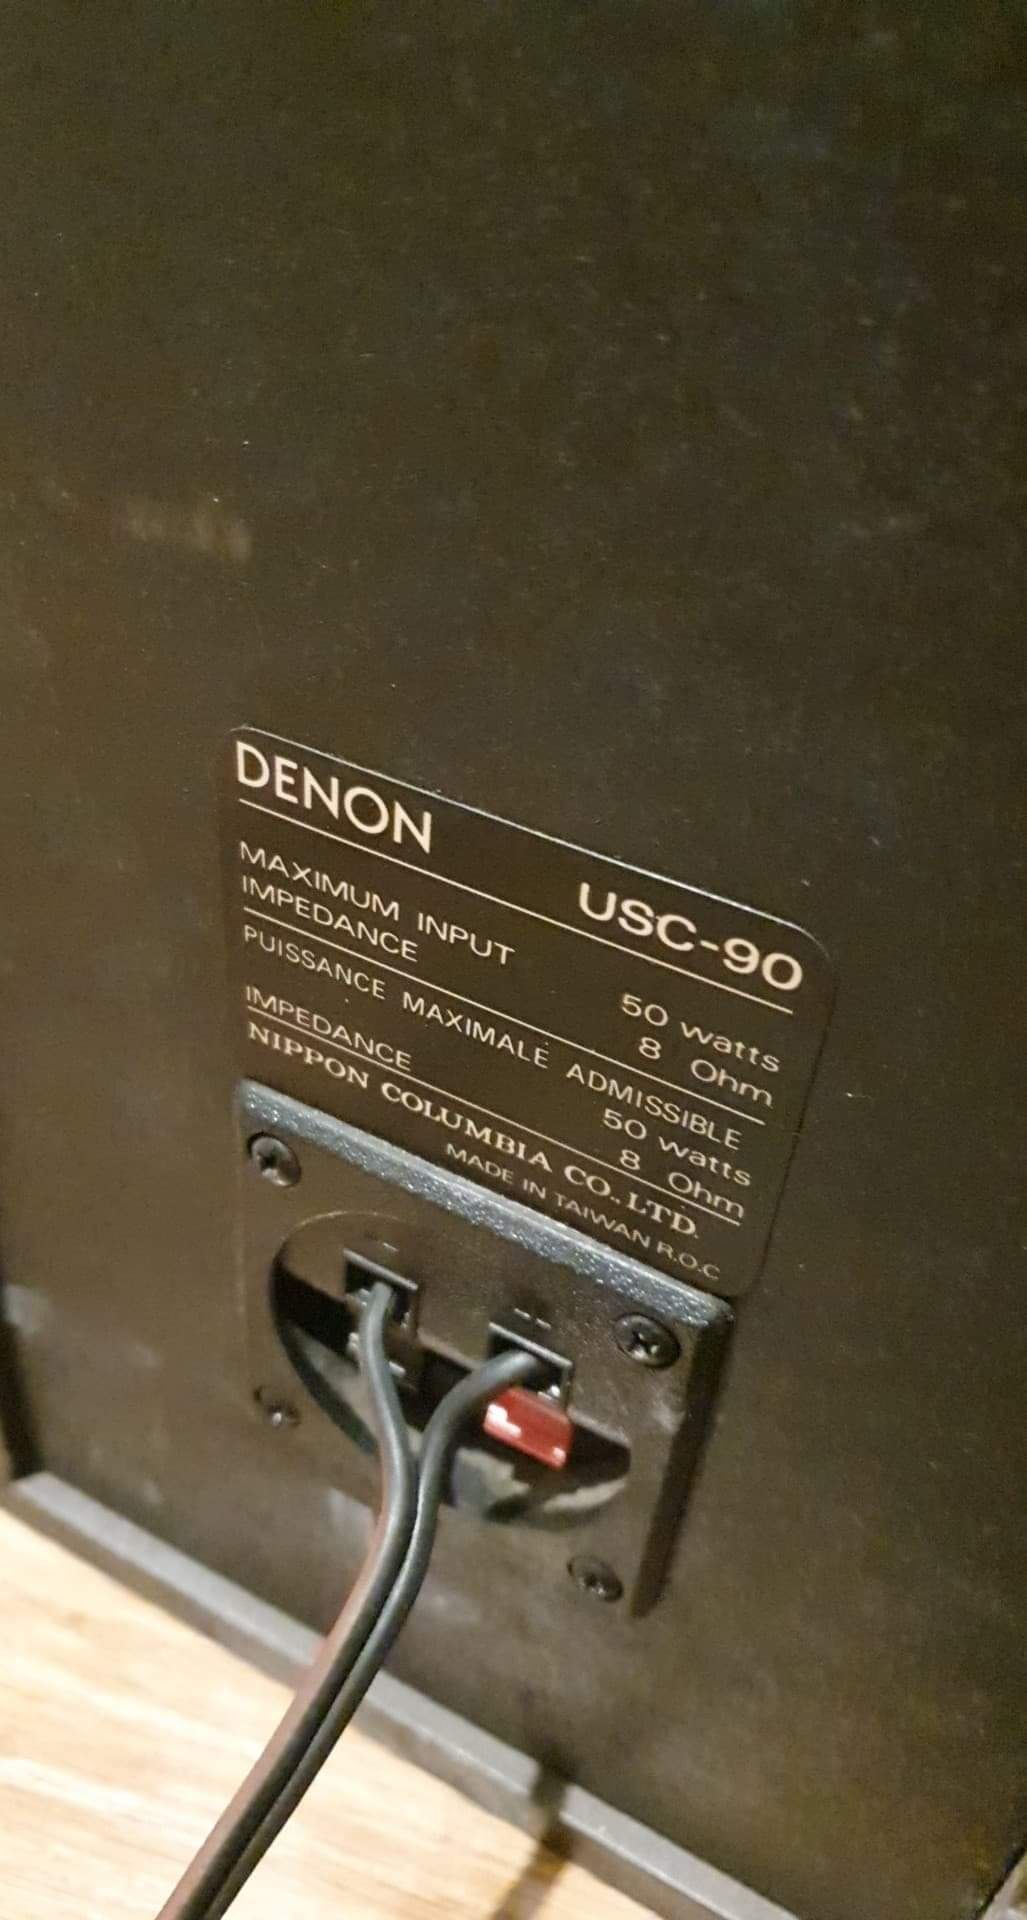 DENON
USC-90
MAXIMUM INPUT 50 watts
IMPEDANCE 8 Ohm
PUISSANCE MAXIMALE ADMISSIBLE
50 watts
IMPEDANCE 8 Ohm
NIPPON COLUMBIA CO., LTD.
MADE IN TAIWAN R.O.C